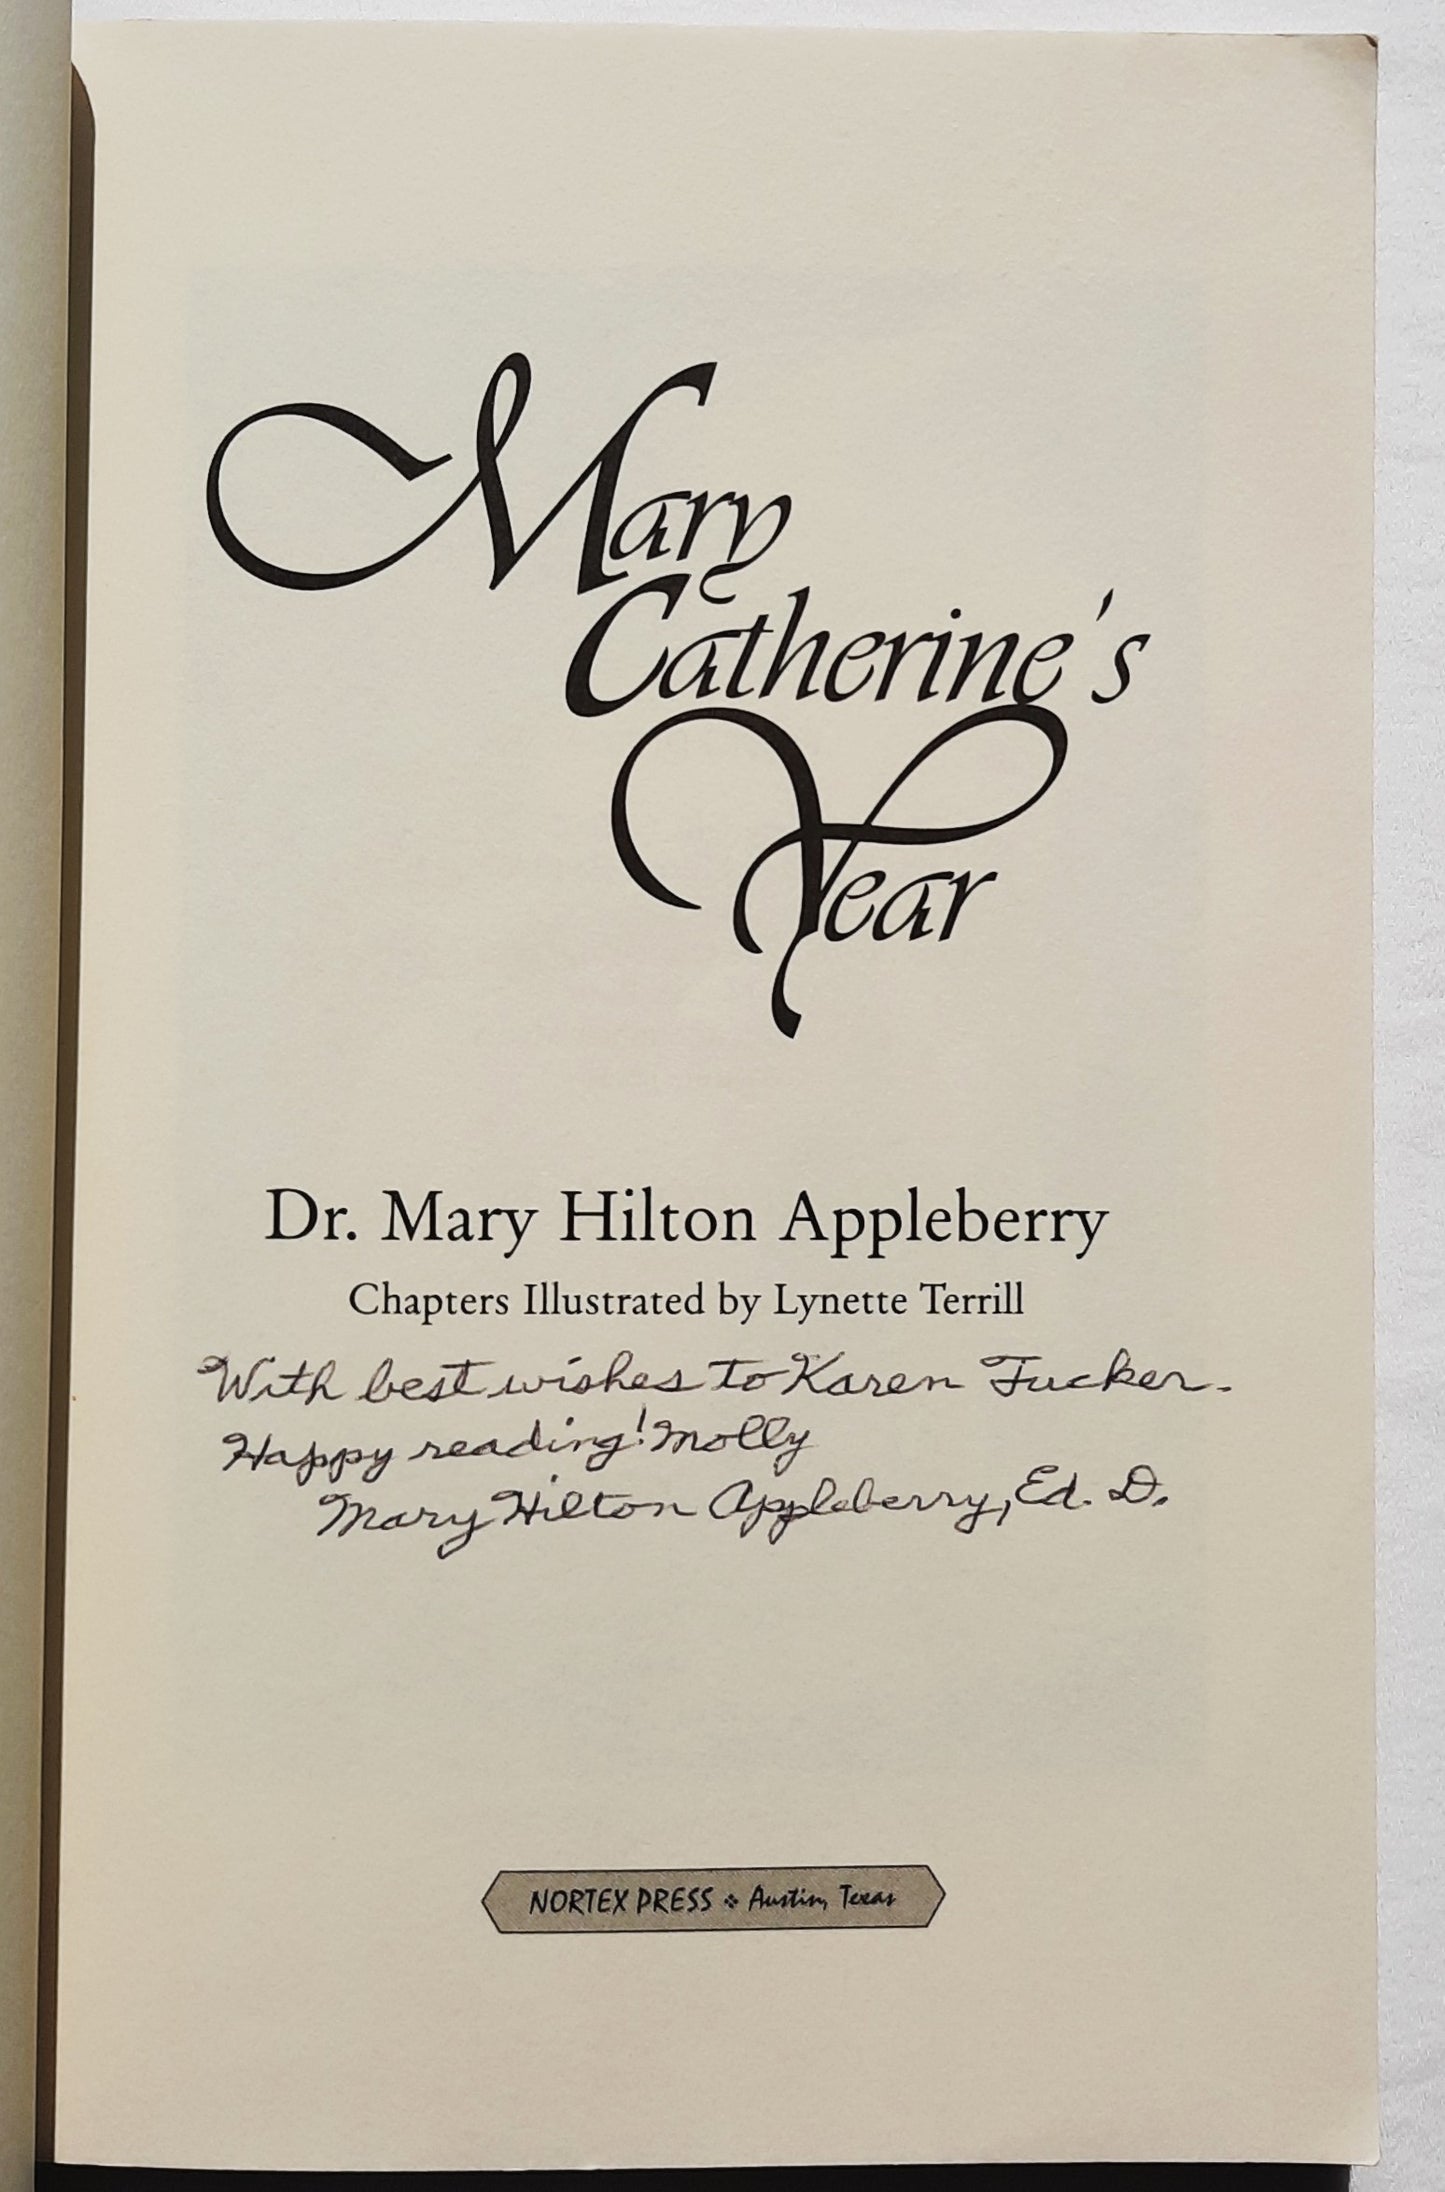 Mary
Catherine's
Year
Dr. Mary Hilton Appleberry
Chapters Illustrated by Lynette Terrill
With best wishes to Karen Tucker.
Happy reading! Molly
Mary Hilton Appleberry, Ed. D.
NORTEX PRESS ❖ Austin, Texas